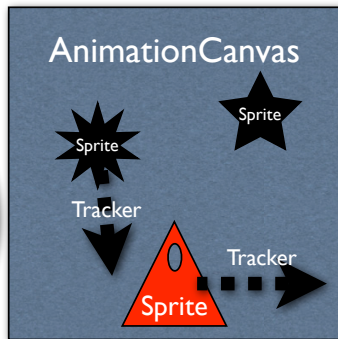 AnimationCanvas
Sprite
Sprite
Tracker
Tracker
Sprite